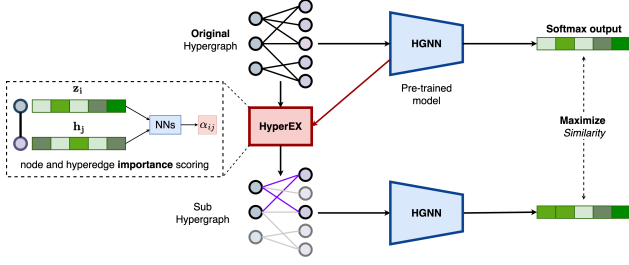 Original
Hypergraph
HGNN
Pre-trained
model
Softmax output
z_i
h_j
NNs
α_ij
node and hyperedge importance scoring
HyperEX
Maximize
Similarity
Sub
Hypergraph
HGNN